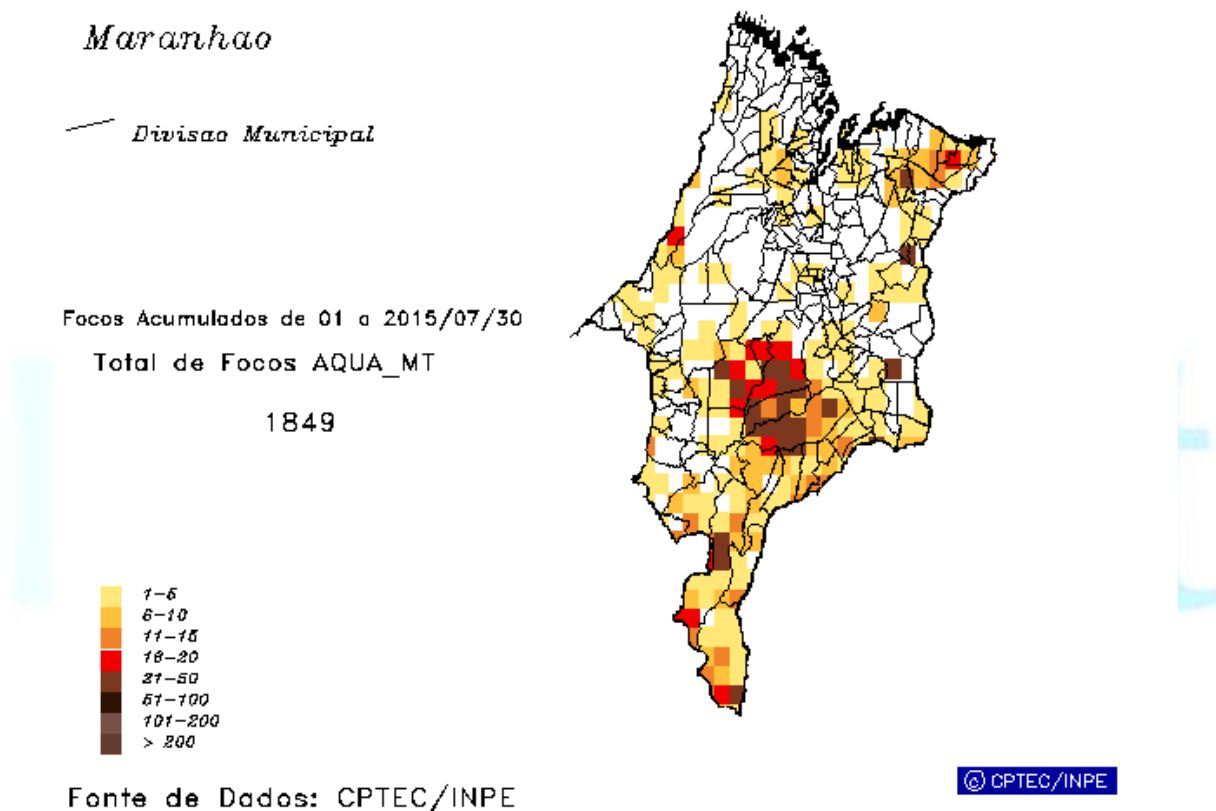 Maranhao
Divisao Municipal
Focos Acumulados de 01 a 2015/07/30
Total de Focos AQUA_MT
1849
1-5
6-10
11-15
16-20
21-50
51-100
101-200
> 200
© CPTEC/INPE
Fonte de Dados: CPTEC/INPE